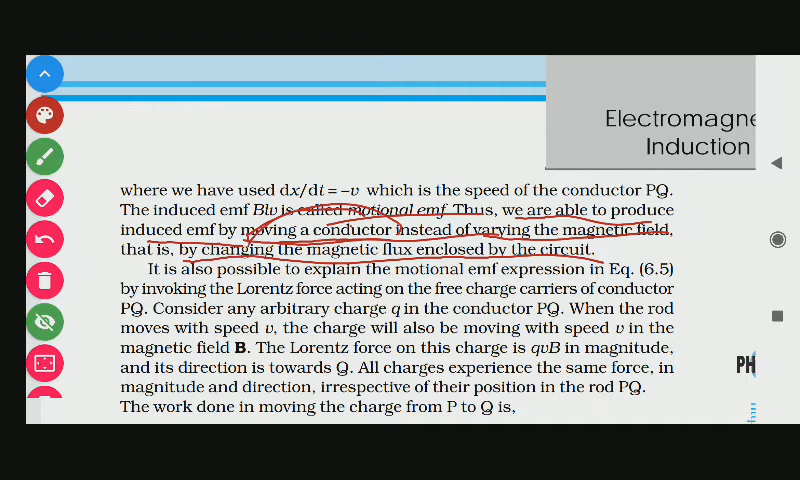 Electromagne
Induction
where we have used dx/dt = –v which is the speed of the conductor PQ.
The induced emf Blv is called motional emf. Thus, we are able to produce
induced emf by moving a conductor instead of varying the magnetic field,
that is, by changing the magnetic flux enclosed by the circuit.
It is also possible to explain the motional emf expression in Eq. (6.5)
by invoking the Lorentz force acting on the free charge carriers of conductor
PQ. Consider any arbitrary charge q in the conductor PQ. When the rod
moves with speed v, the charge will also be moving with speed v in the
magnetic field B. The Lorentz force on this charge is qvB in magnitude,
and its direction is towards Q. All charges experience the same force, in
magnitude and direction, irrespective of their position in the rod PQ.
The work done in moving the charge from P to Q is,
PH